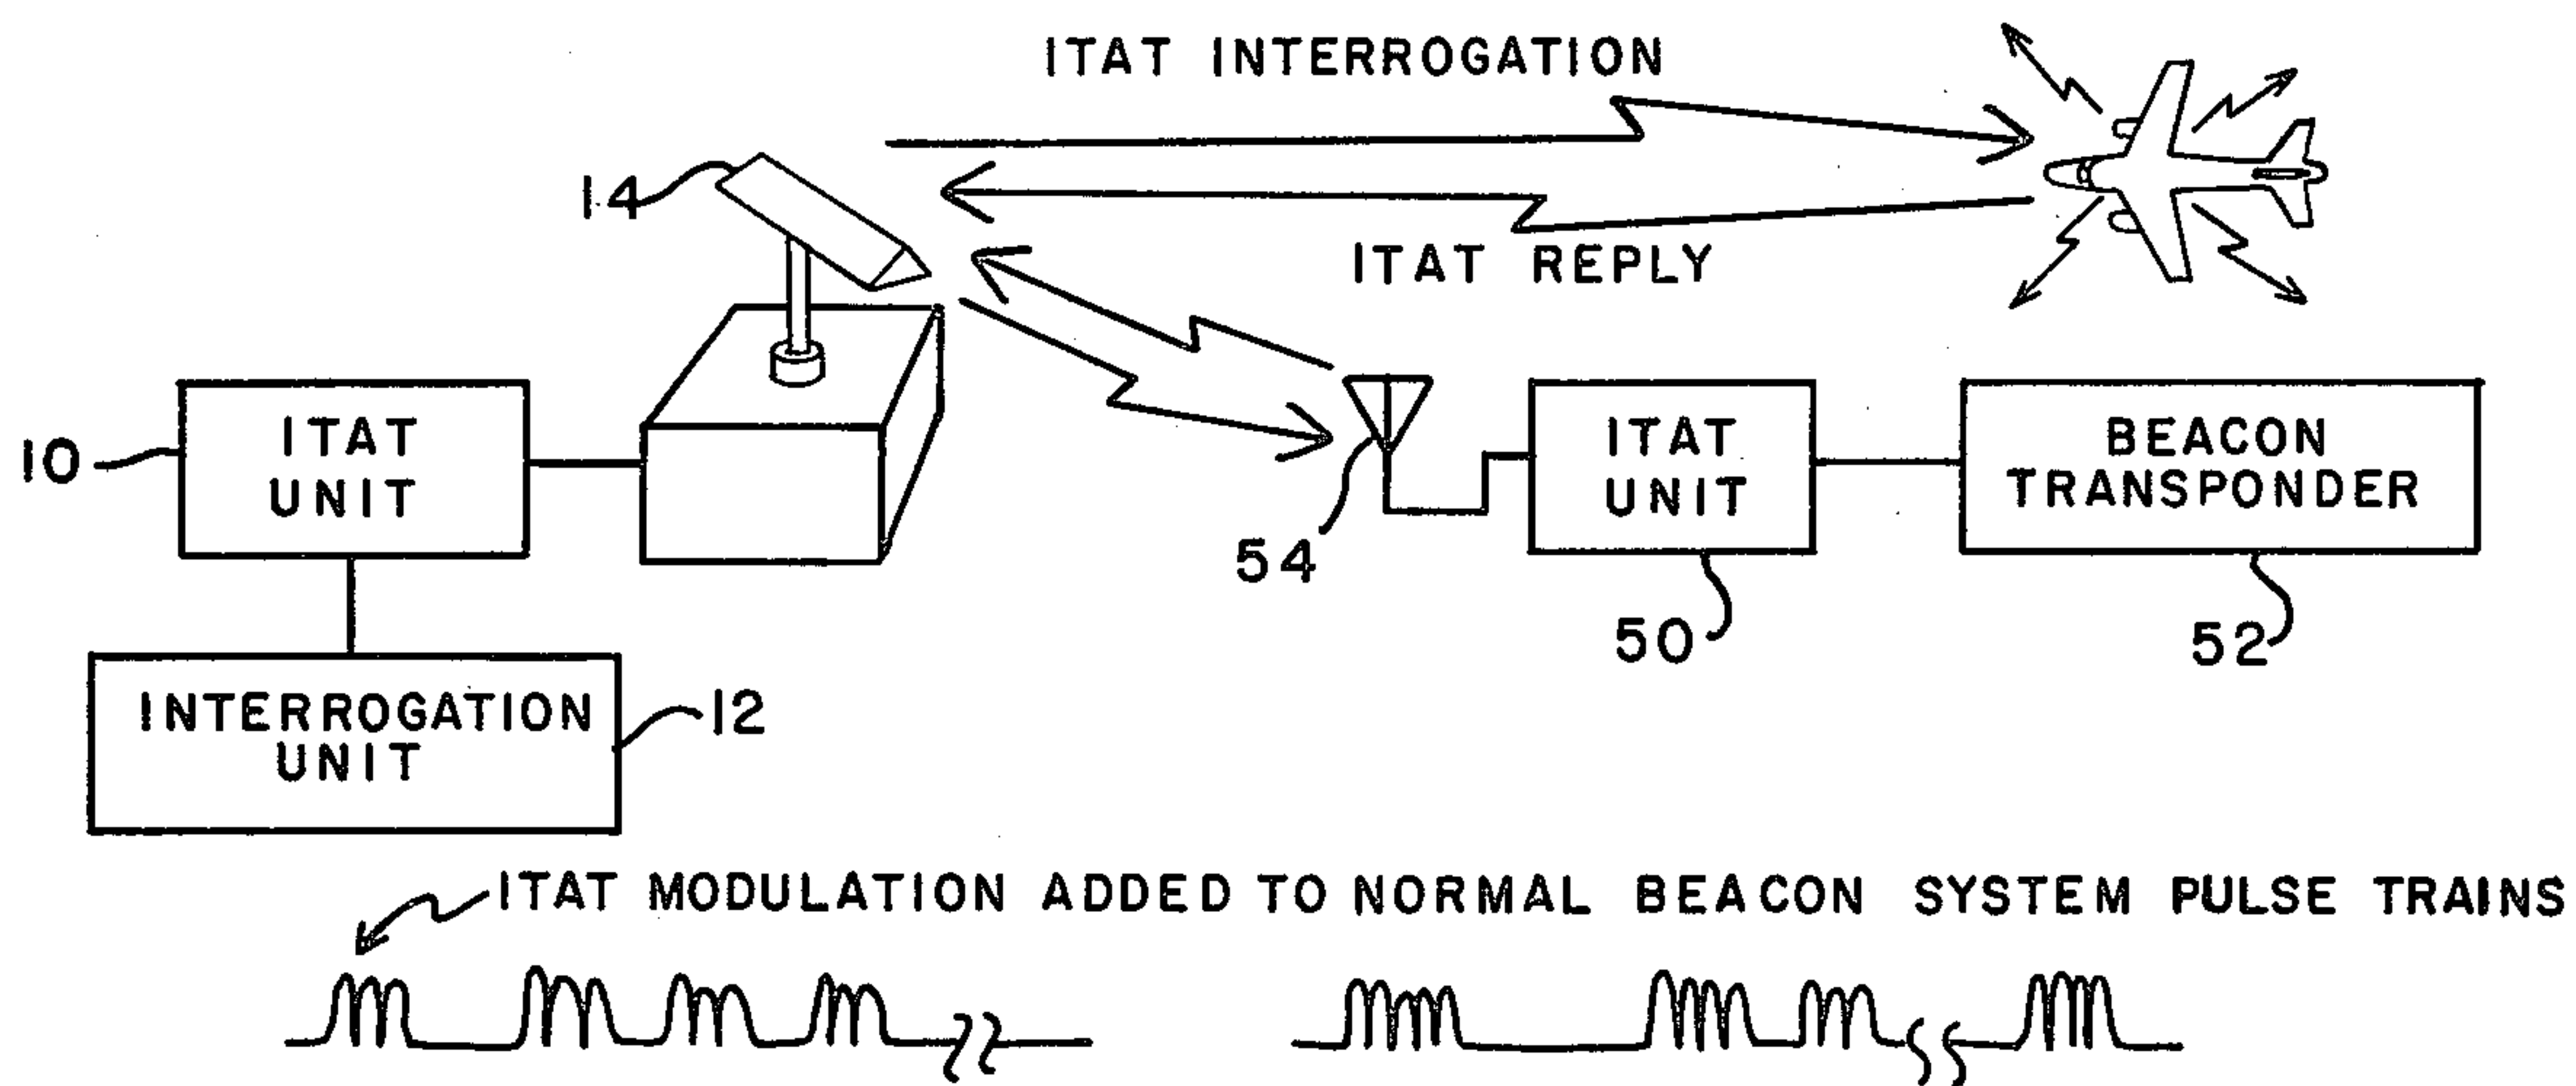 ITAT INTERROGATION
14
ITAT REPLY
10
ITAT
UNIT
54
ITAT
UNIT
BEACON
TRANSPONDER
50
52
INTERROGATION
UNIT
12
ITAT MODULATION ADDED TO NORMAL BEACON SYSTEM PULSE TRAINS